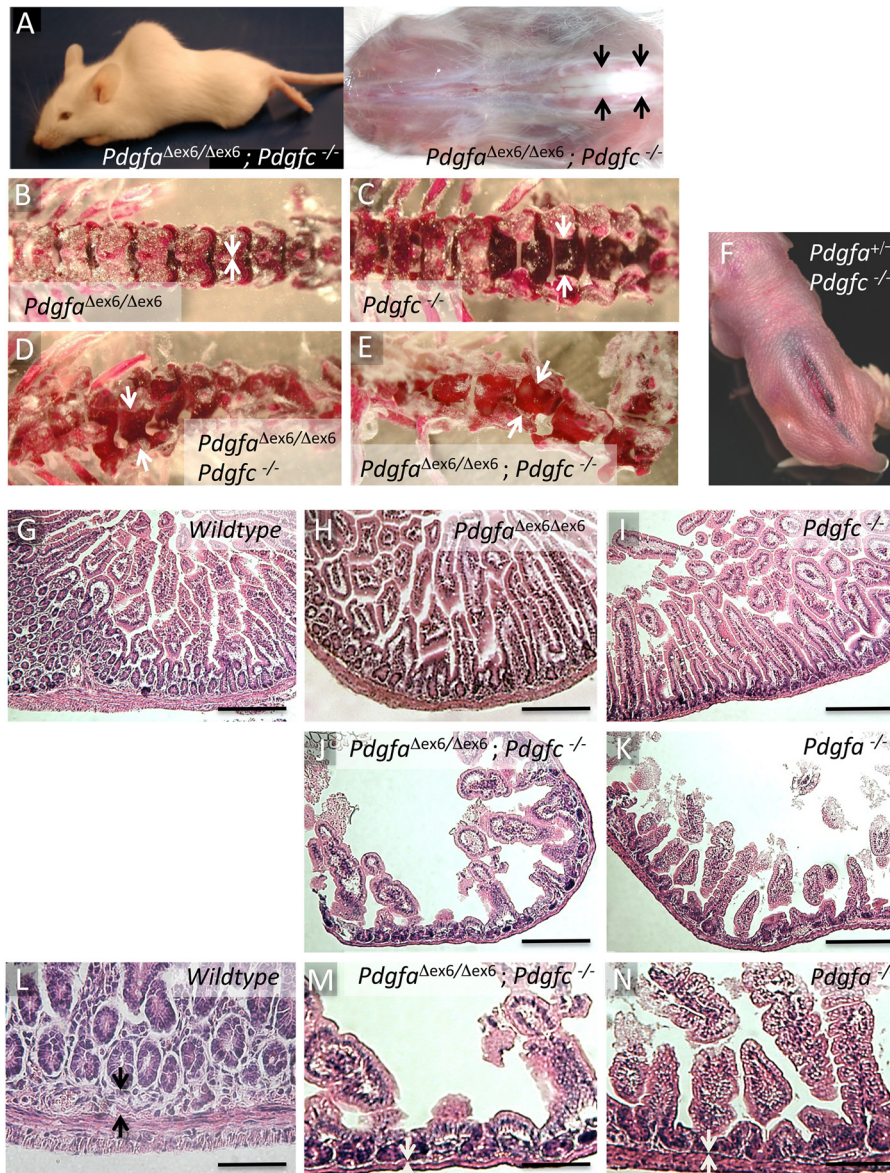 A
Pdgfa Δex6/Δex6 ; Pdgfc -/-
Pdgfa Δex6/Δex6 ; Pdgfc -/-
B
Pdgfa Δex6/Δex6
C
Pdgfc -/-
D
Pdgfa Δex6/Δex6
Pdgfc -/-
E
Pdgfa Δex6/Δex6 ; Pdgfc -/-
F
Pdgfa +/-
Pdgfc -/-
G
Wildtype
H
Pdgfa Δex6Δex6
I
Pdgfc -/-
J
Pdgfa Δex6/Δex6 ; Pdgfc -/-
K
Pdgfa -/-
L
Wildtype
M
Pdgfa Δex6/Δex6 ; Pdgfc -/-
N
Pdgfa -/-